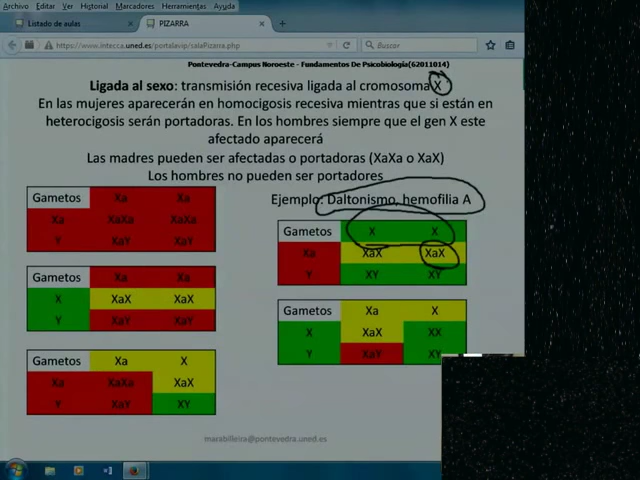 Archivo Editar Ver Historial Marcadores Herramientas Ayuda
Listado de aulas
PIZARRA
https://www.intecca.uned.es/portalavip/salaPizarra.php
Buscar
Pontevedra-Campus Noroeste - Fundamentos De Psicobiología(62011014)
Ligada al sexo: transmisión recesiva ligada al cromosoma X
En las mujeres aparecerán en homocigosis recesiva mientras que si están en
heterocigosis serán portadoras. En los hombres siempre que el gen X este
afectado aparecerá
Las madres pueden ser afectadas o portadoras (XaXa o XaX)
Los hombres no pueden ser portadores
Ejemplo: Daltonismo, hemofilia A
Gametos Xa Xa
Xa XaXa XaXa
Y XaY XaY
Gametos X X
Xa XaX XaX
Y XY XY
Gametos Xa Xa
X XaX XaX
Y XaY XaY
Gametos Xa X
X XaX XX
Y XaY XY
Gametos Xa X
Xa XaXa XaX
Y XaY XY
marabilleira@pontevedra.uned.es